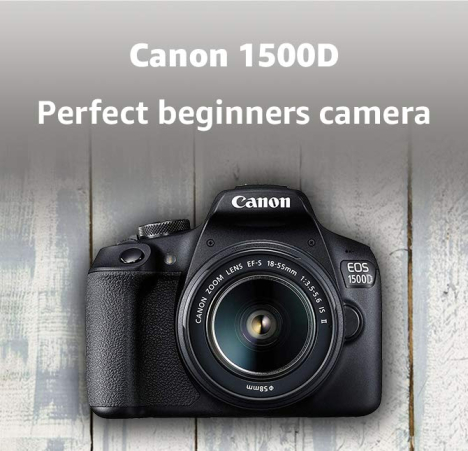 Canon 1500D
Perfect beginners camera
Canon
EOS
1500D
CANON ZOOM LENS EF-S 18-55mm 1:3.5-5.6 IS II
ø58mm